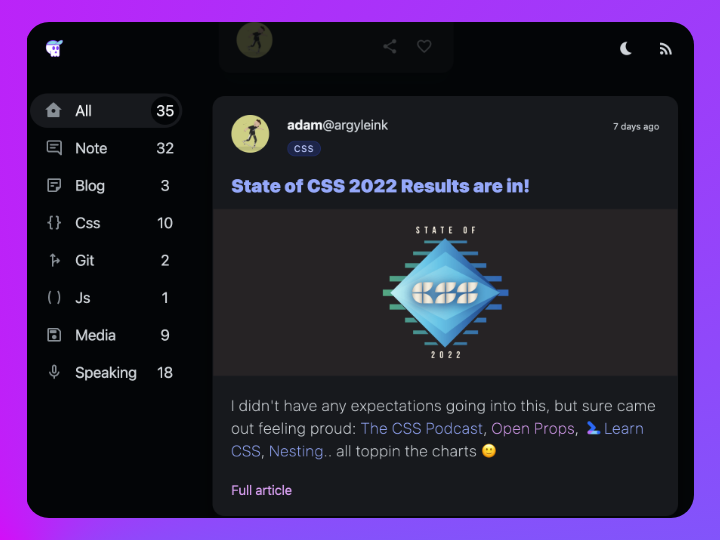 All 35
Note 32
Blog 3
Css 10
Git 2
Js 1
Media 9
Speaking 18
adam@argyleink
7 days ago
CSS
State of CSS 2022 Results are in!
STATE OF
CSS
2022
I didn't have any expectations going into this, but sure came
out feeling proud: The CSS Podcast, Open Props, Learn
CSS, Nesting.. all toppin the charts 🙂
Full article